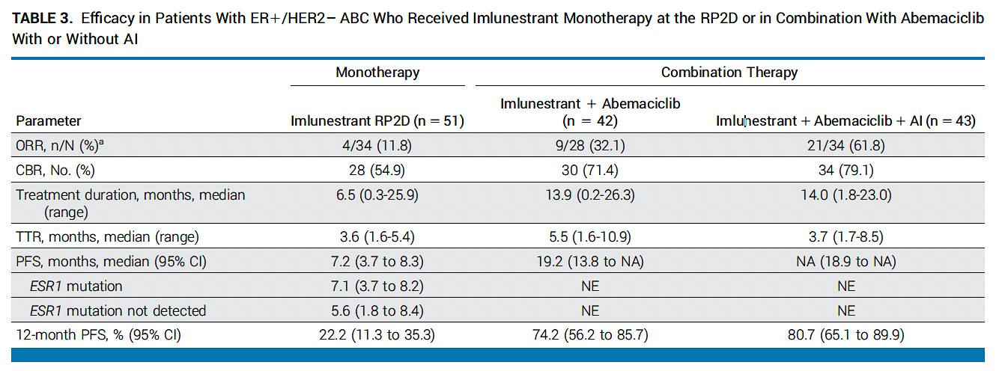 TABLE 3. Efficacy in Patients With ER+/HER2− ABC Who Received Imlunestrant Monotherapy at the RP2D or in Combination With Abemaciclib
With or Without AI
Monotherapy Combination Therapy
Parameter Imlunestrant RP2D (n = 51) Imlunestrant + Abemaciclib (n = 42) Imlunestrant + Abemaciclib + AI (n = 43)
ORR, n/N (%)a 4/34 (11.8) 9/28 (32.1) 21/34 (61.8)
CBR, No. (%) 28 (54.9) 30 (71.4) 34 (79.1)
Treatment duration, months, median (range) 6.5 (0.3-25.9) 13.9 (0.2-26.3) 14.0 (1.8-23.0)
TTR, months, median (range) 3.6 (1.6-5.4) 5.5 (1.6-10.9) 3.7 (1.7-8.5)
PFS, months, median (95% CI) 7.2 (3.7 to 8.3) 19.2 (13.8 to NA) NA (18.9 to NA)
ESR1 mutation 7.1 (3.7 to 8.2) NE NE
ESR1 mutation not detected 5.6 (1.8 to 8.4) NE NE
12-month PFS, % (95% CI) 22.2 (11.3 to 35.3) 74.2 (56.2 to 85.7) 80.7 (65.1 to 89.9)